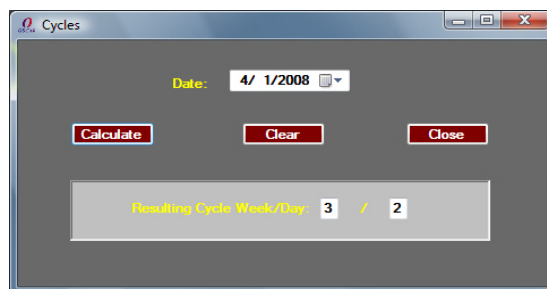 Cycles
Date: 4/ 1/2008
Calculate Clear Close
Resulting Cycle Week/Day: 3 / 2